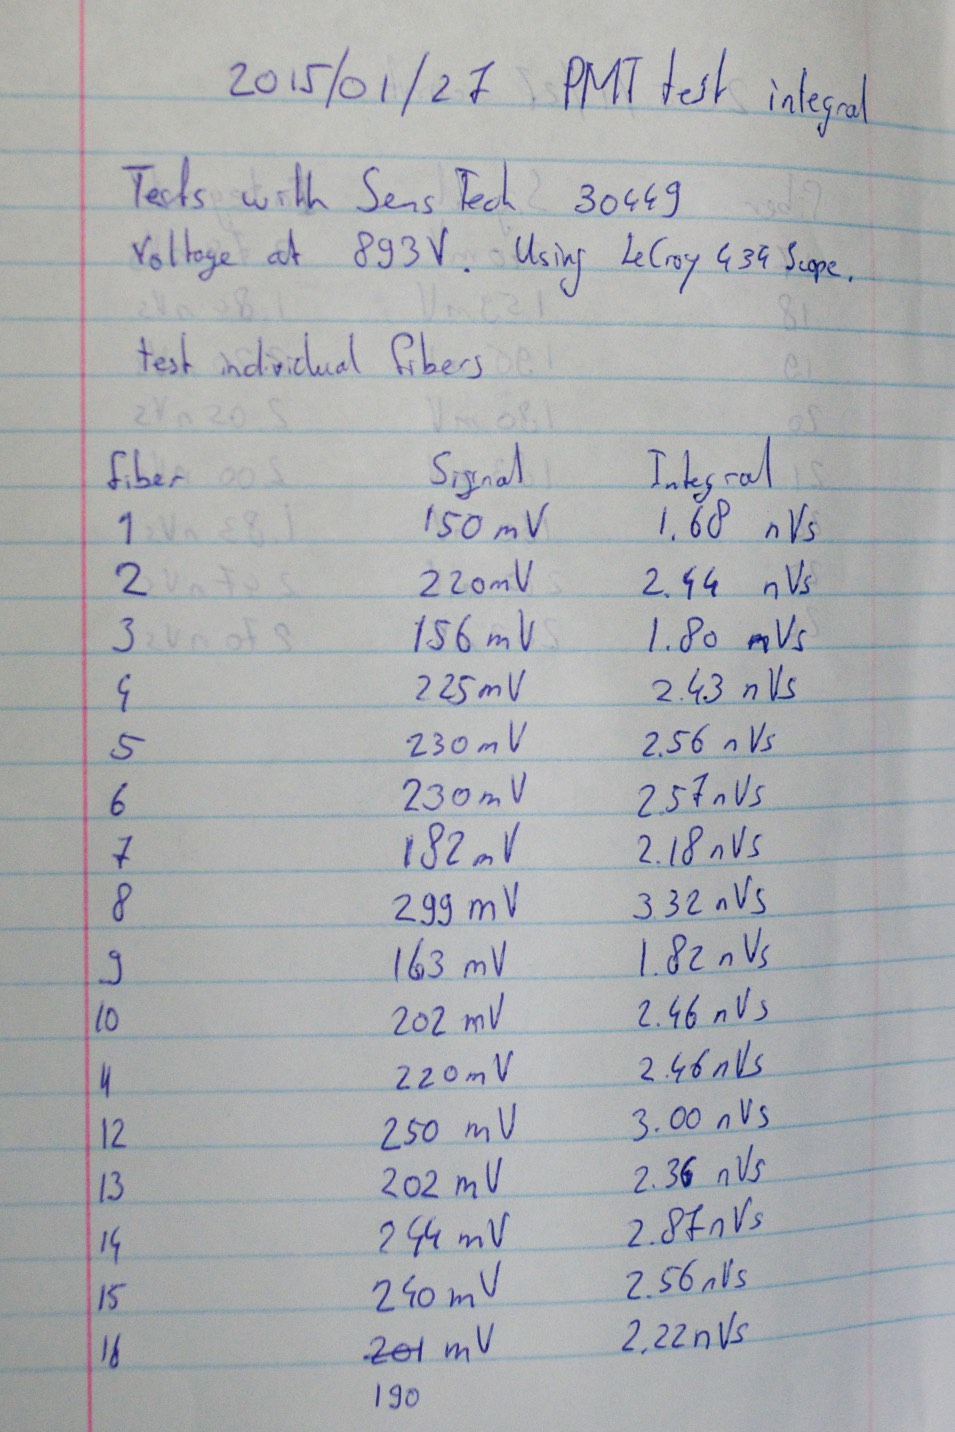 2015/01/27 PMT test integral
Tests with Sens Tech 30449
Voltage at 893V. Using LeCroy 434 Scope.
test individual fibers
fiber Signal Integral
1 150 mV 1.68 nVs
2 220mV 2.44 nVs
3 156 mV 1.80 nVs
4 225mV 2.43 nVs
5 230mV 2.56 nVs
6 230mV 2.57nVs
7 182mV 2.18nVs
8 299 mV 3 32 nVs
9 163 mV 1.82 nVs
10 202 mV 2.46 nVs
11 220mV 2.46nVs
12 250 mV 3.00 nVs
13 202 mV 2.36 nVs
14 244 mV 2.87nVs
15 240 mV 2.56nVs
16 201 mV 2.22nVs
190